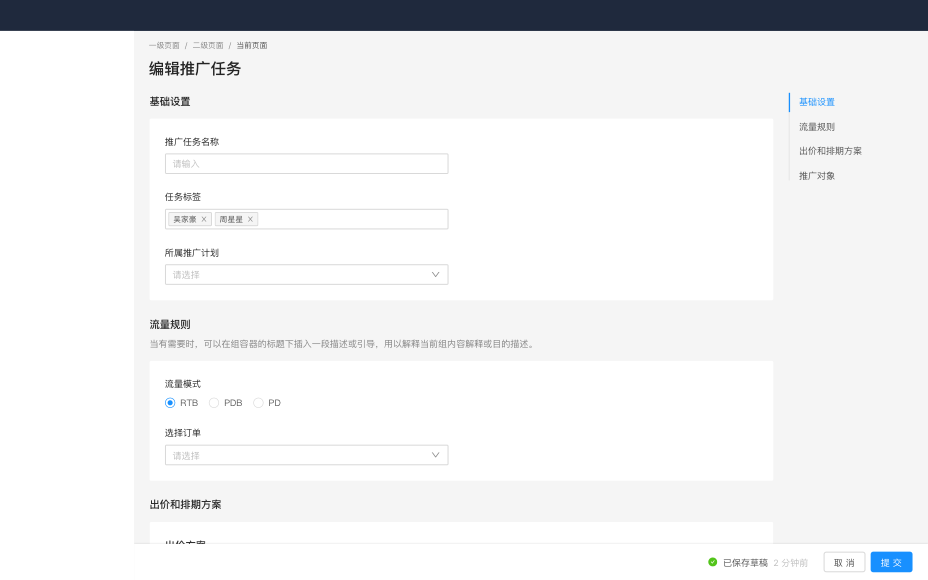 一级页面 / 二级页面 / 当前页面
编辑推广任务
基础设置
推广任务名称
请输入
任务标签
吴家豪 × 周星星 ×
所属推广计划
请选择
流量规则
当有需要时，可以在组容器的标题下插入一段描述或引导，用以解释当前组内容解释或目的描述。
流量模式
RTB PDB PD
选择订单
请选择
出价和排期方案
出价方案
基础设置
流量规则
出价和排期方案
推广对象
已保存草稿 2 分钟前 取 消 提 交